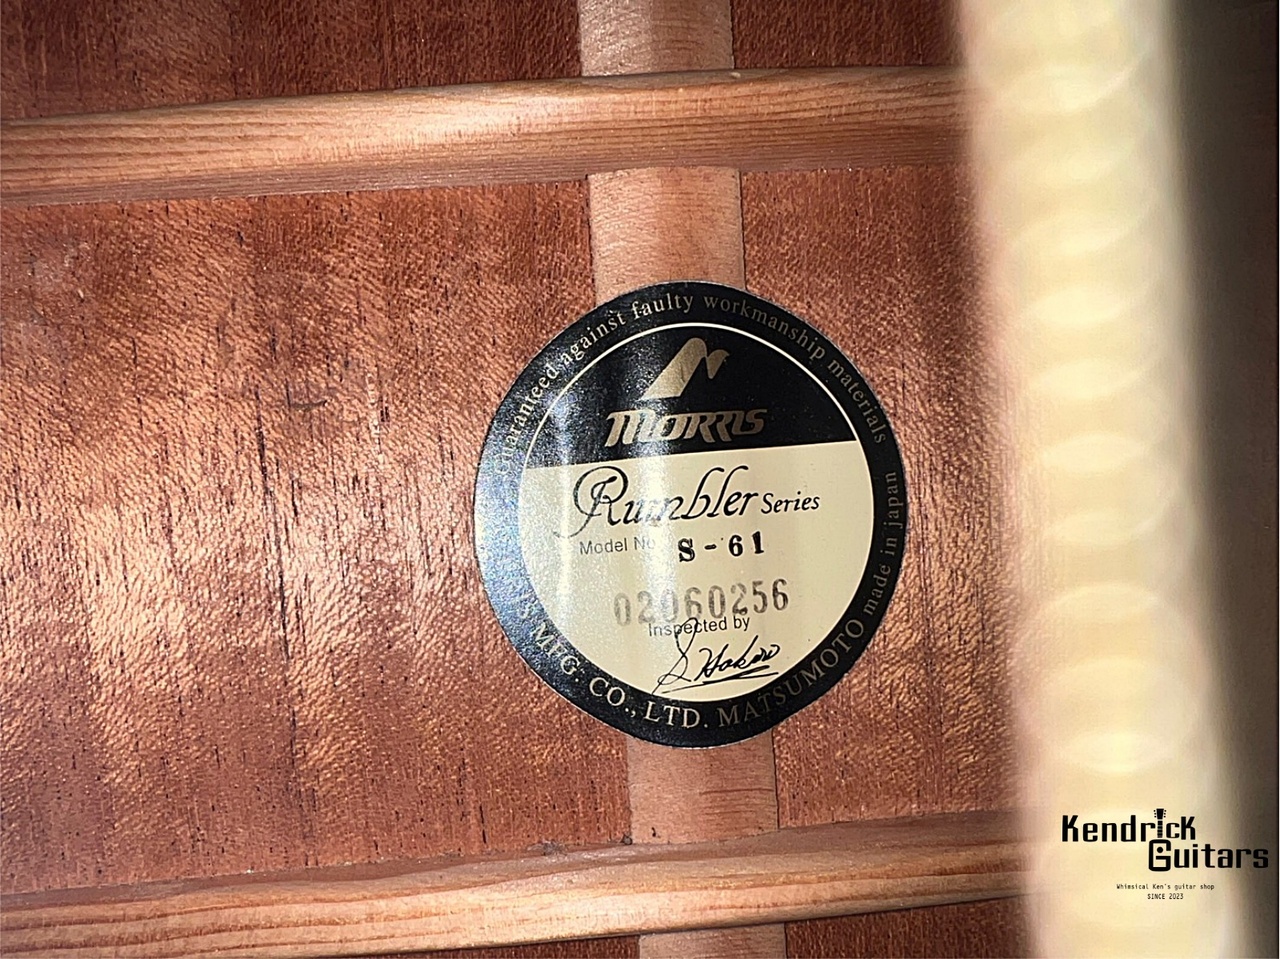 Guaranteed against faulty workmanship materials
MORRIS
Rumbler Series
Model No
S-61
02060256
Inspected by
MFG. CO., LTD. MATSUMOTO made in japan
Kendrick
Guitars
Whimsical Ken's guitar shop
SINCE 2023